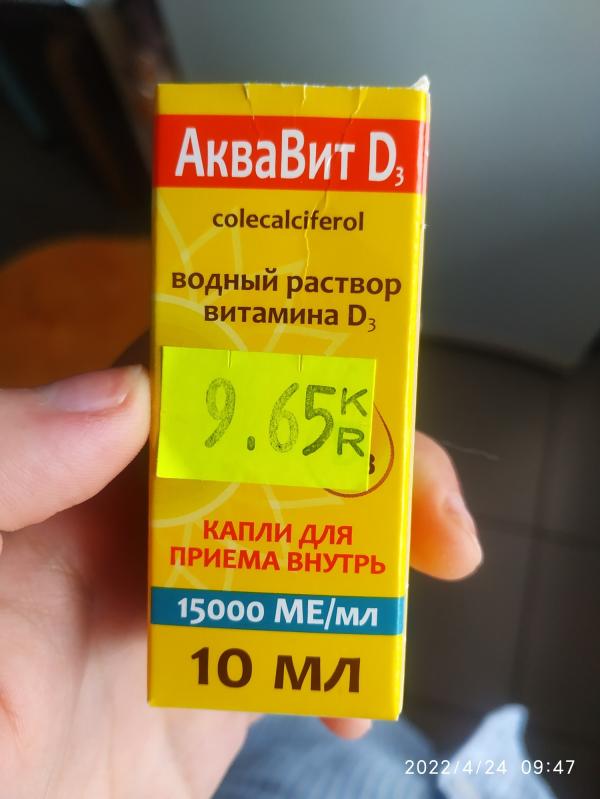 АкваВит D3
colecalciferol
водный раствор
витамина D3
9.65 KR
КАПЛИ ДЛЯ
ПРИЕМА ВНУТРЬ
15000 МЕ/мл
10 мл
2022/4/24 09:47